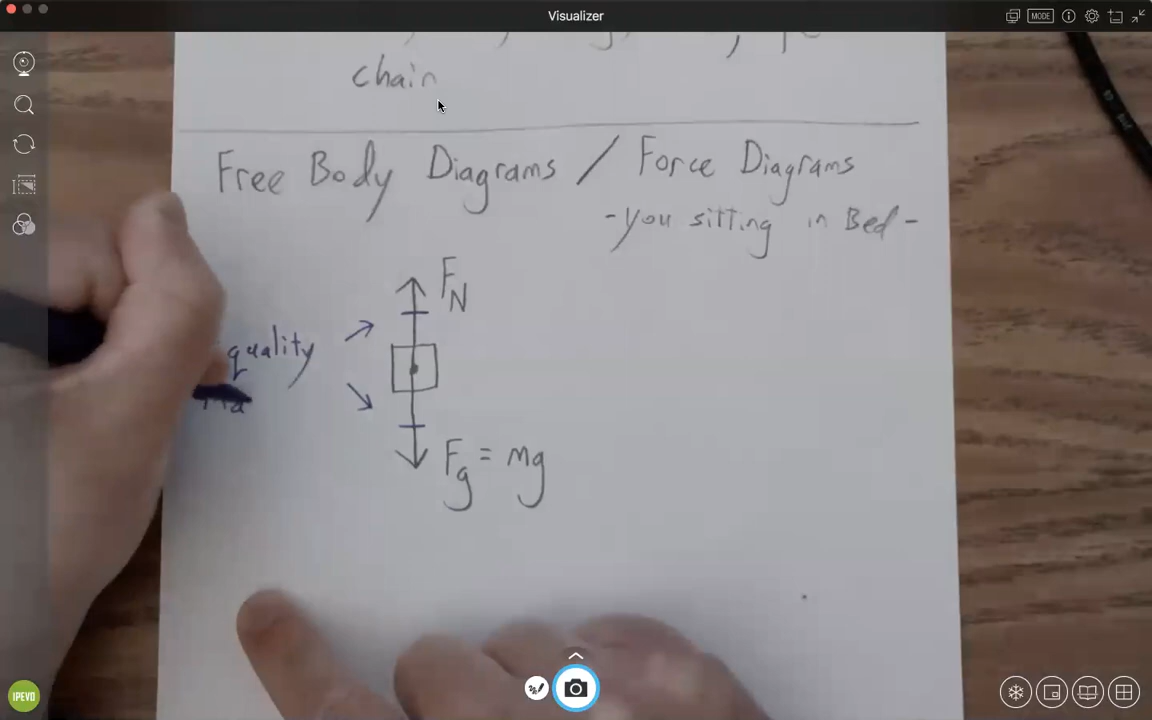 Visualizer
MODE
chain
Free Body Diagrams / Force Diagrams
-you sitting in Bed-
F_N
quality
F_g = mg
IPEVO